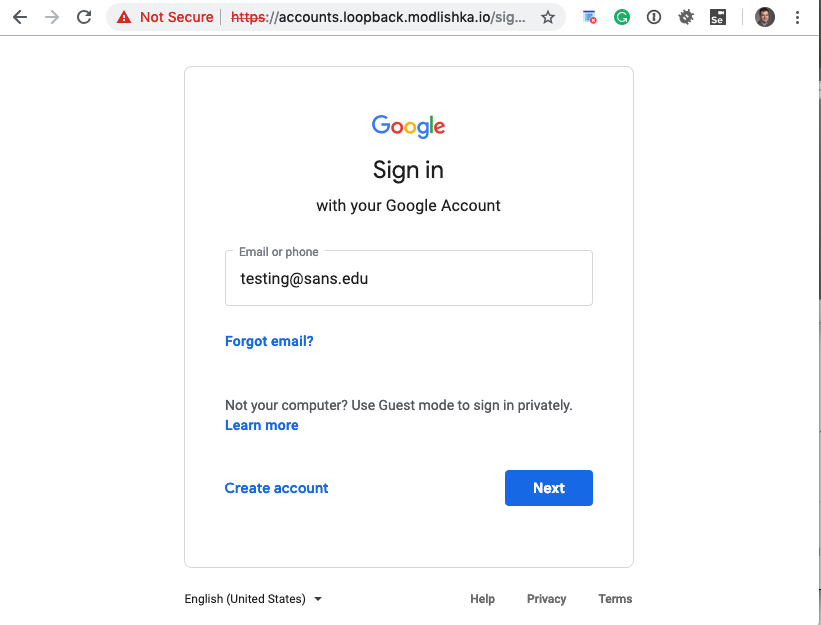 Not Secure | https://accounts.loopback.modlishka.io/sig...
Se
Google
Sign in
with your Google Account
Email or phone
testing@sans.edu
Forgot email?
Not your computer? Use Guest mode to sign in privately.
Learn more
Create account
Next
English (United States)
Help
Privacy
Terms